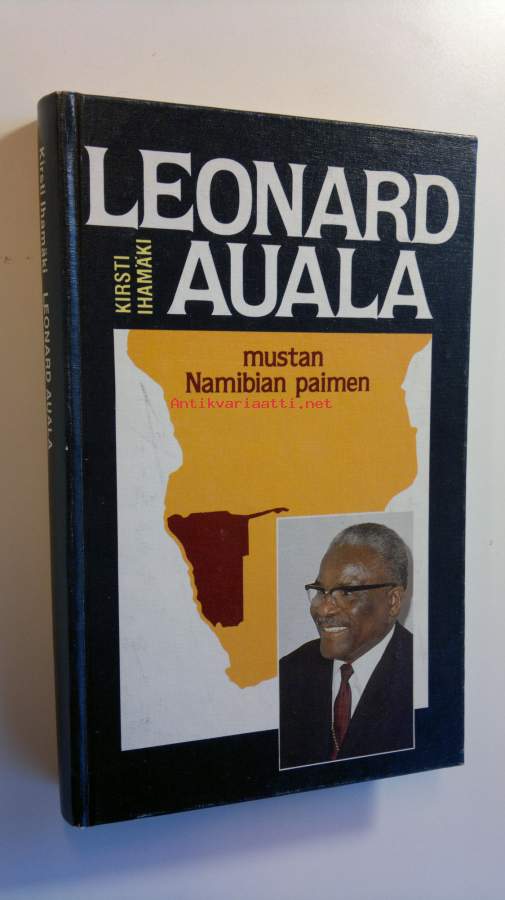 LEONARD
AUALA
KIRSTI
IHAMÄKI
mustan
Namibian paimen
Antikvariaatti.net
Kirsti Ihamäki LEONARD AUALA